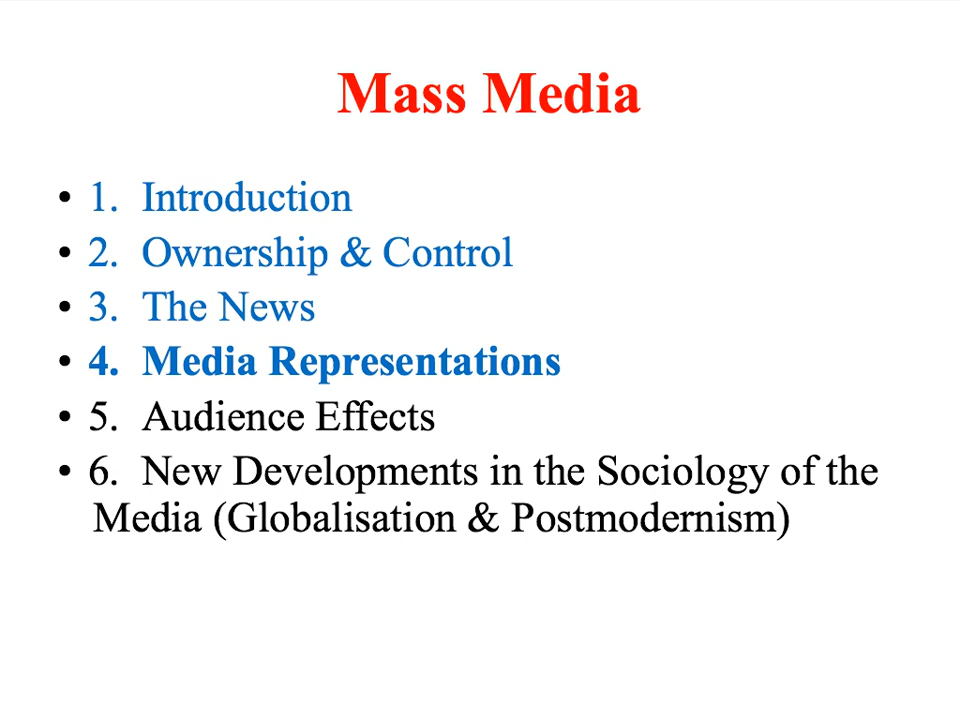 Mass Media
• 1. Introduction
• 2. Ownership & Control
• 3. The News
• 4. Media Representations
• 5. Audience Effects
• 6. New Developments in the Sociology of the
Media (Globalisation & Postmodernism)